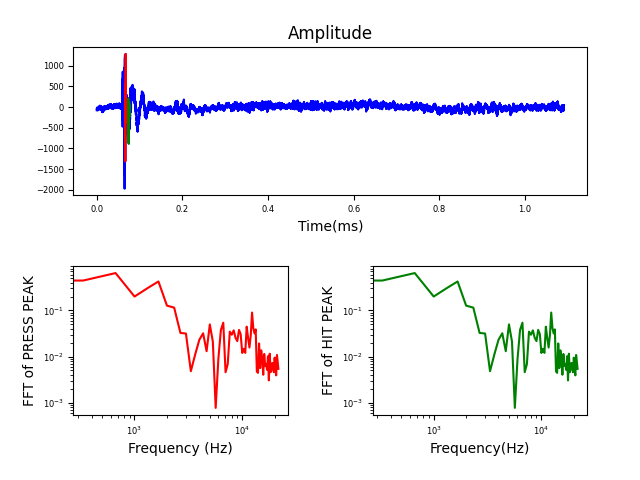 Amplitude
1000
500
0
−500
−1000
−1500
−2000
0.0 0.2 0.4 0.6 0.8 1.0
Time(ms)
FFT of PRESS PEAK
10⁻¹
10⁻²
10⁻³
10³ 10⁴
Frequency (Hz)
FFT of HIT PEAK
10⁻¹
10⁻²
10⁻³
10³ 10⁴
Frequency(Hz)